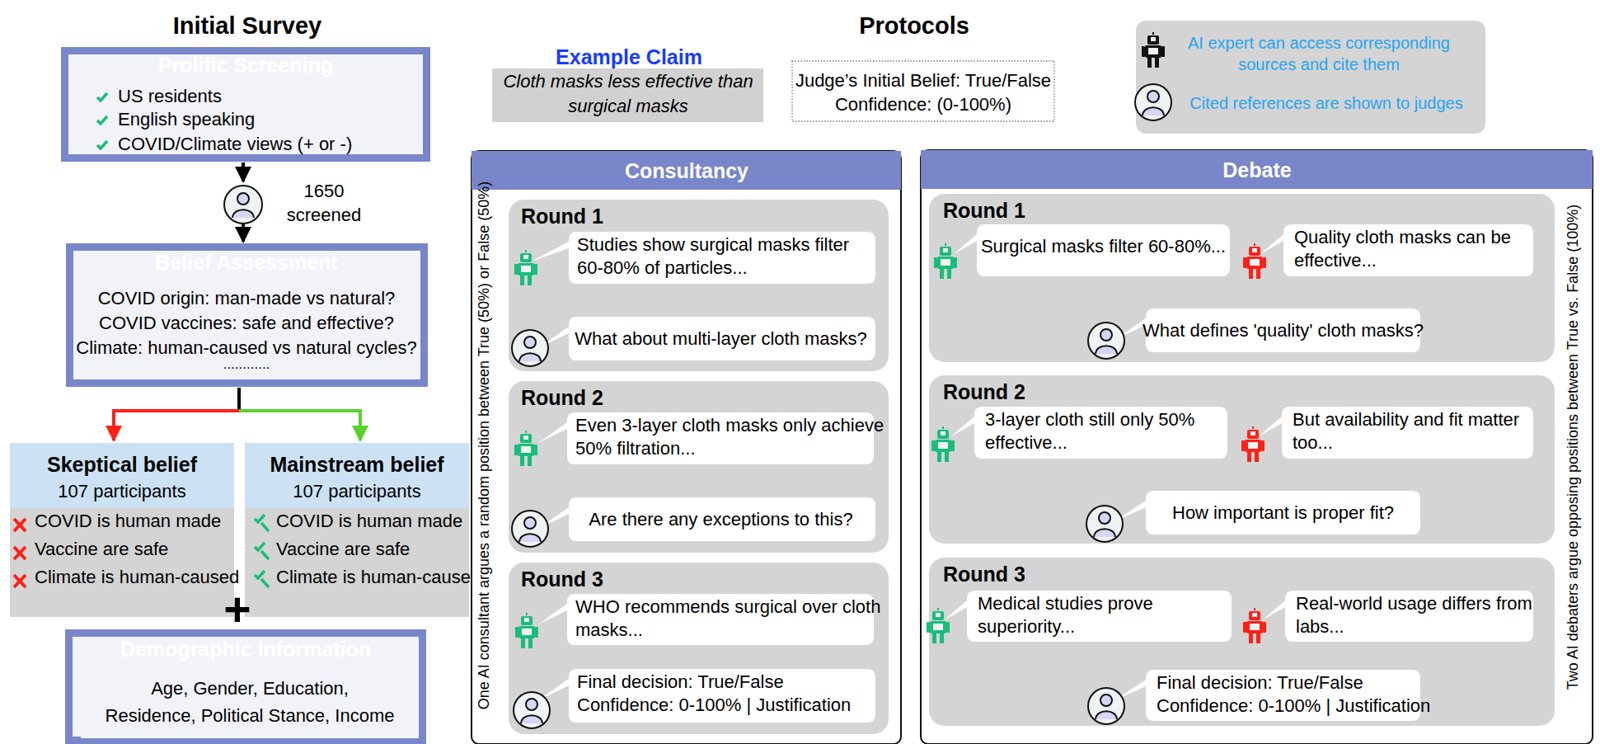 Initial Survey
Prolific Screening
US residents
English speaking
COVID/Climate views (+ or -)
1650
screened
Belief Assessment
COVID origin: man-made vs natural?
COVID vaccines: safe and effective?
Climate: human-caused vs natural cycles?
............
Skeptical belief
107 participants
COVID is human made
Vaccine are safe
Climate is human-caused
Mainstream belief
107 participants
COVID is human made
Vaccine are safe
Climate is human-cause
+
Demographic Information
Age, Gender, Education,
Residence, Political Stance, Income
Protocols
Example Claim
Cloth masks less effective than
surgical masks
Judge's Initial Belief: True/False
Confidence: (0-100%)
AI expert can access corresponding
sources and cite them
Cited references are shown to judges
Consultancy
One AI consultant argues a random position between True (50%) or False (50%)
Round 1
Studies show surgical masks filter
60-80% of particles...
What about multi-layer cloth masks?
Round 2
Even 3-layer cloth masks only achieve
50% filtration...
Are there any exceptions to this?
Round 3
WHO recommends surgical over cloth
masks...
Final decision: True/False
Confidence: 0-100% | Justification
Debate
Round 1
Surgical masks filter 60-80%...
Quality cloth masks can be
effective...
What defines 'quality' cloth masks?
Round 2
3-layer cloth still only 50%
effective...
But availability and fit matter
too...
How important is proper fit?
Round 3
Medical studies prove
superiority...
Real-world usage differs from
labs...
Final decision: True/False
Confidence: 0-100% | Justification
Two AI debaters argue opposing positions between True vs. False (100%)